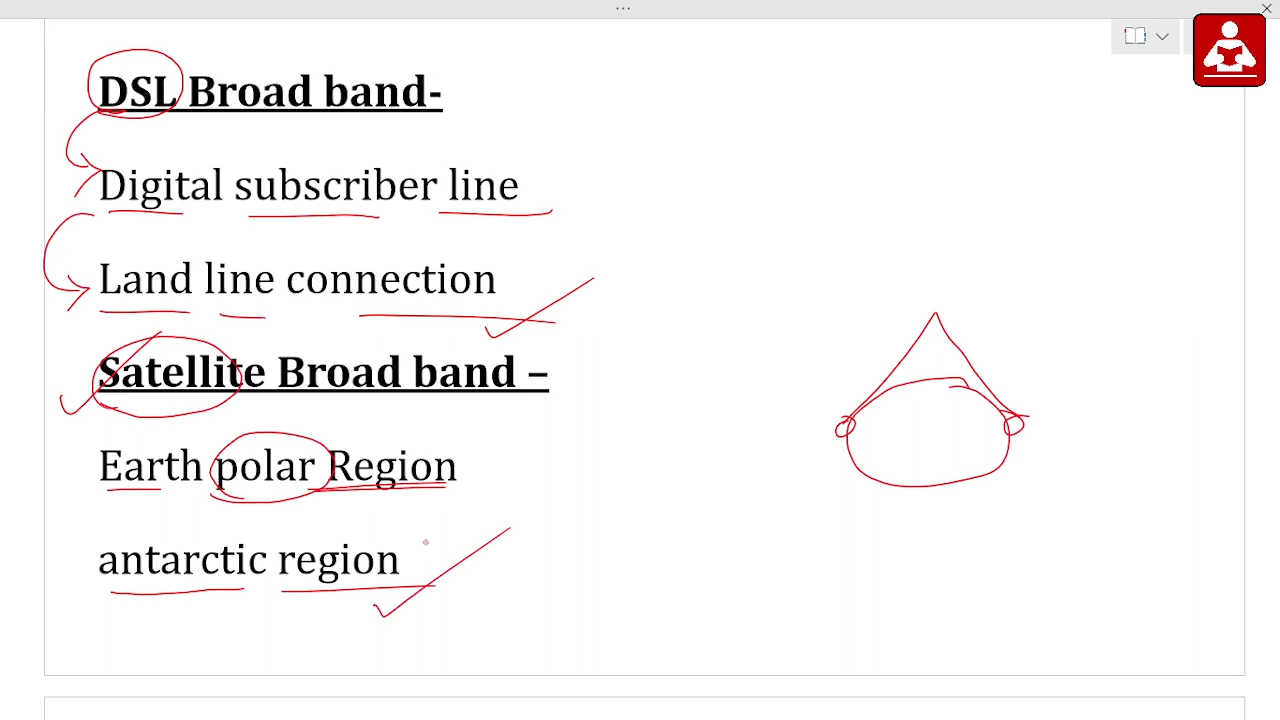 DSL Broad band-
Digital subscriber line
Land line connection
Satellite Broad band –
Earth polar Region
antarctic region